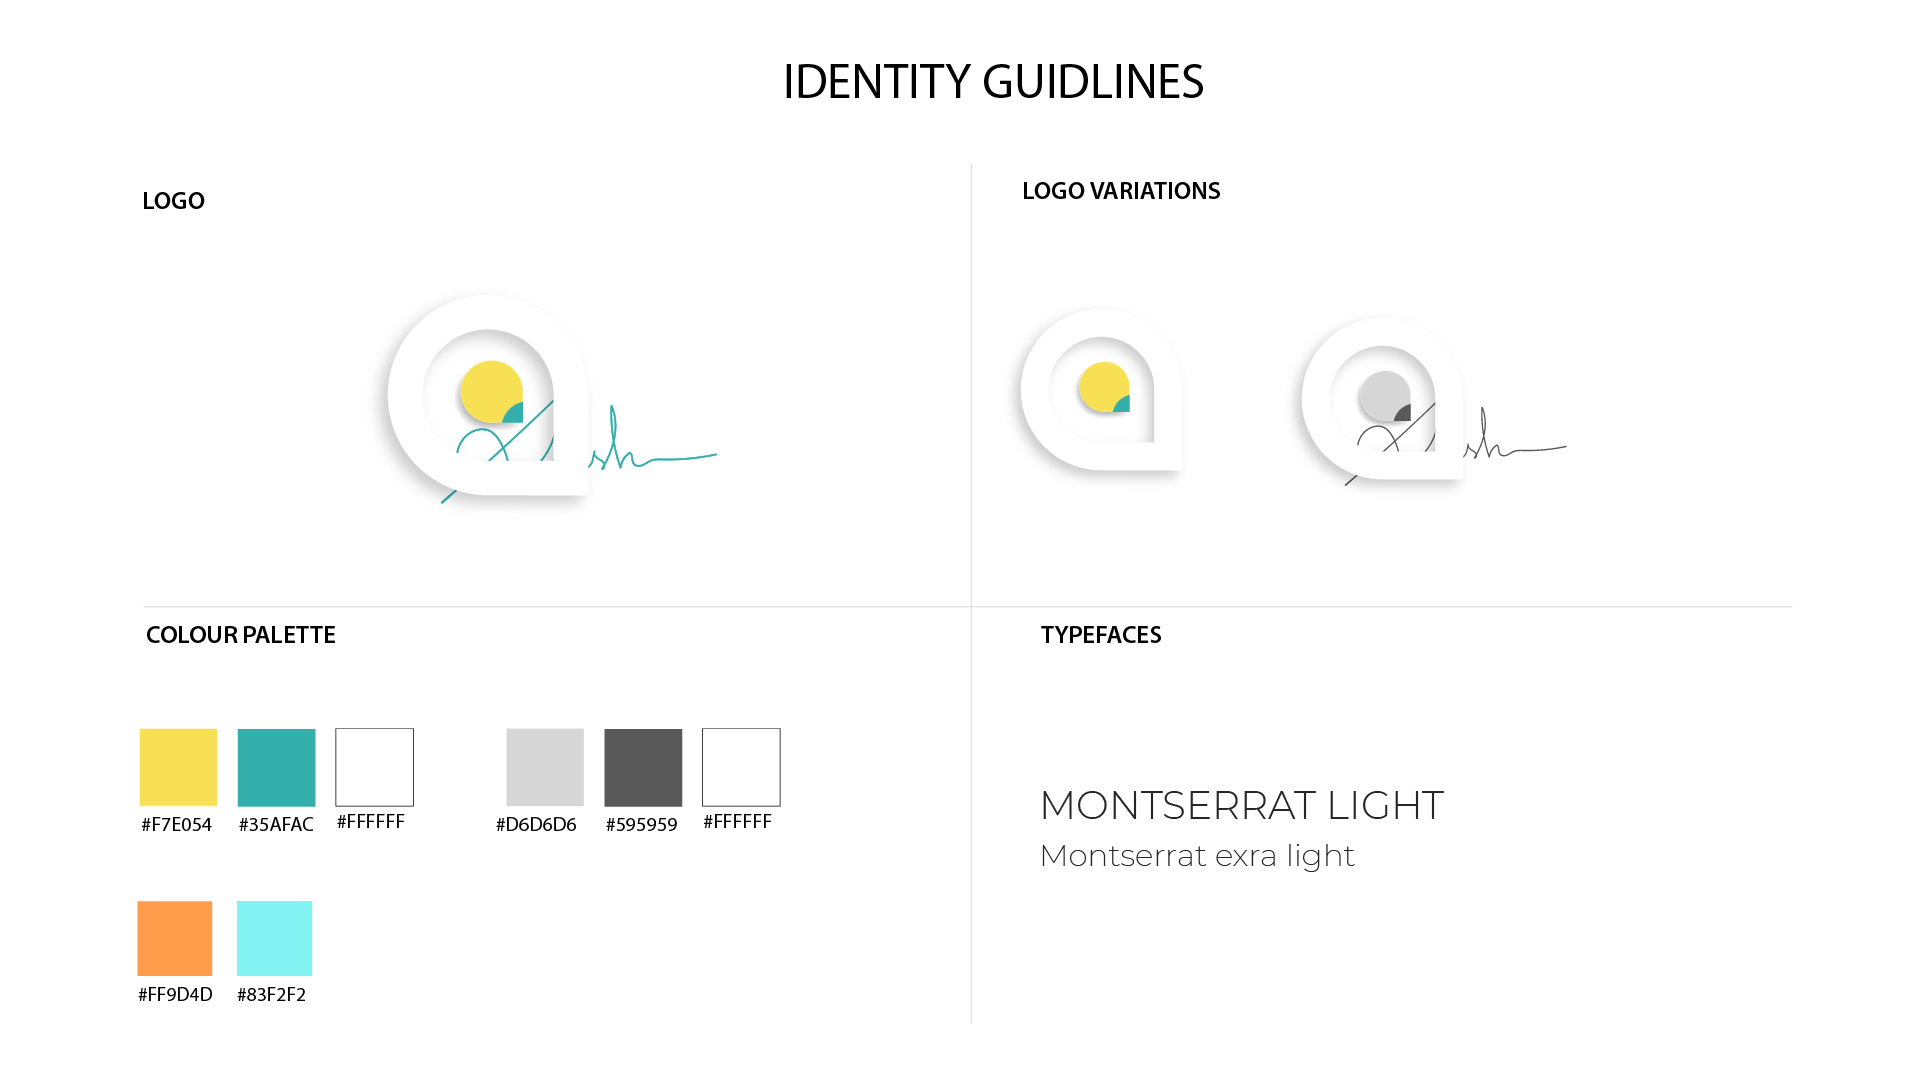 IDENTITY GUIDLINES
LOGO
LOGO VARIATIONS
COLOUR PALETTE
#F7E054 #35AFAC #FFFFFF #D6D6D6 #595959 #FFFFFF
#FF9D4D #83F2F2
TYPEFACES
MONTSERRAT LIGHT
Montserrat exra light